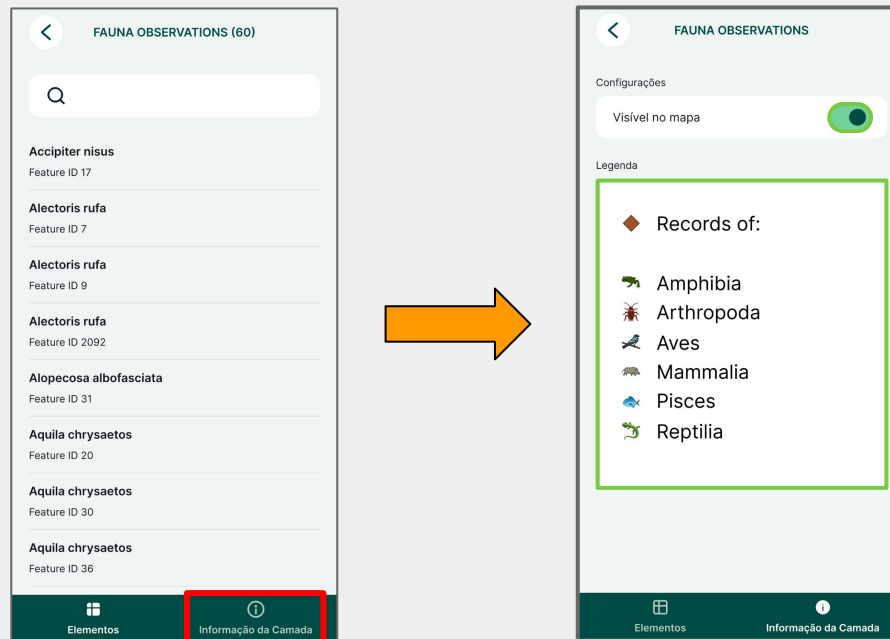 FAUNA OBSERVATIONS (60)
Accipiter nisus
Feature ID 17
Alectoris rufa
Feature ID 7
Alectoris rufa
Feature ID 9
Alectoris rufa
Feature ID 2092
Alopecosa albofasciata
Feature ID 31
Aquila chrysaetos
Feature ID 20
Aquila chrysaetos
Feature ID 30
Aquila chrysaetos
Feature ID 36
Elementos
Informação da Camada
FAUNA OBSERVATIONS
Configurações
Visível no mapa
Legenda
Records of:
Amphibia
Arthropoda
Aves
Mammalia
Pisces
Reptilia
Elementos
Informação da Camada